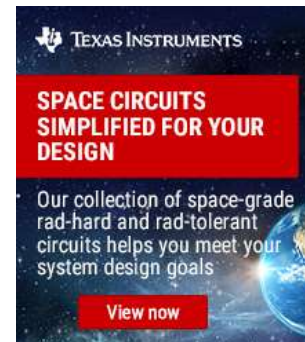 TEXAS INSTRUMENTS
SPACE CIRCUITS
SIMPLIFIED FOR YOUR
DESIGN
Our collection of space-grade
rad-hard and rad-tolerant
circuits helps you meet your
system design goals
View now